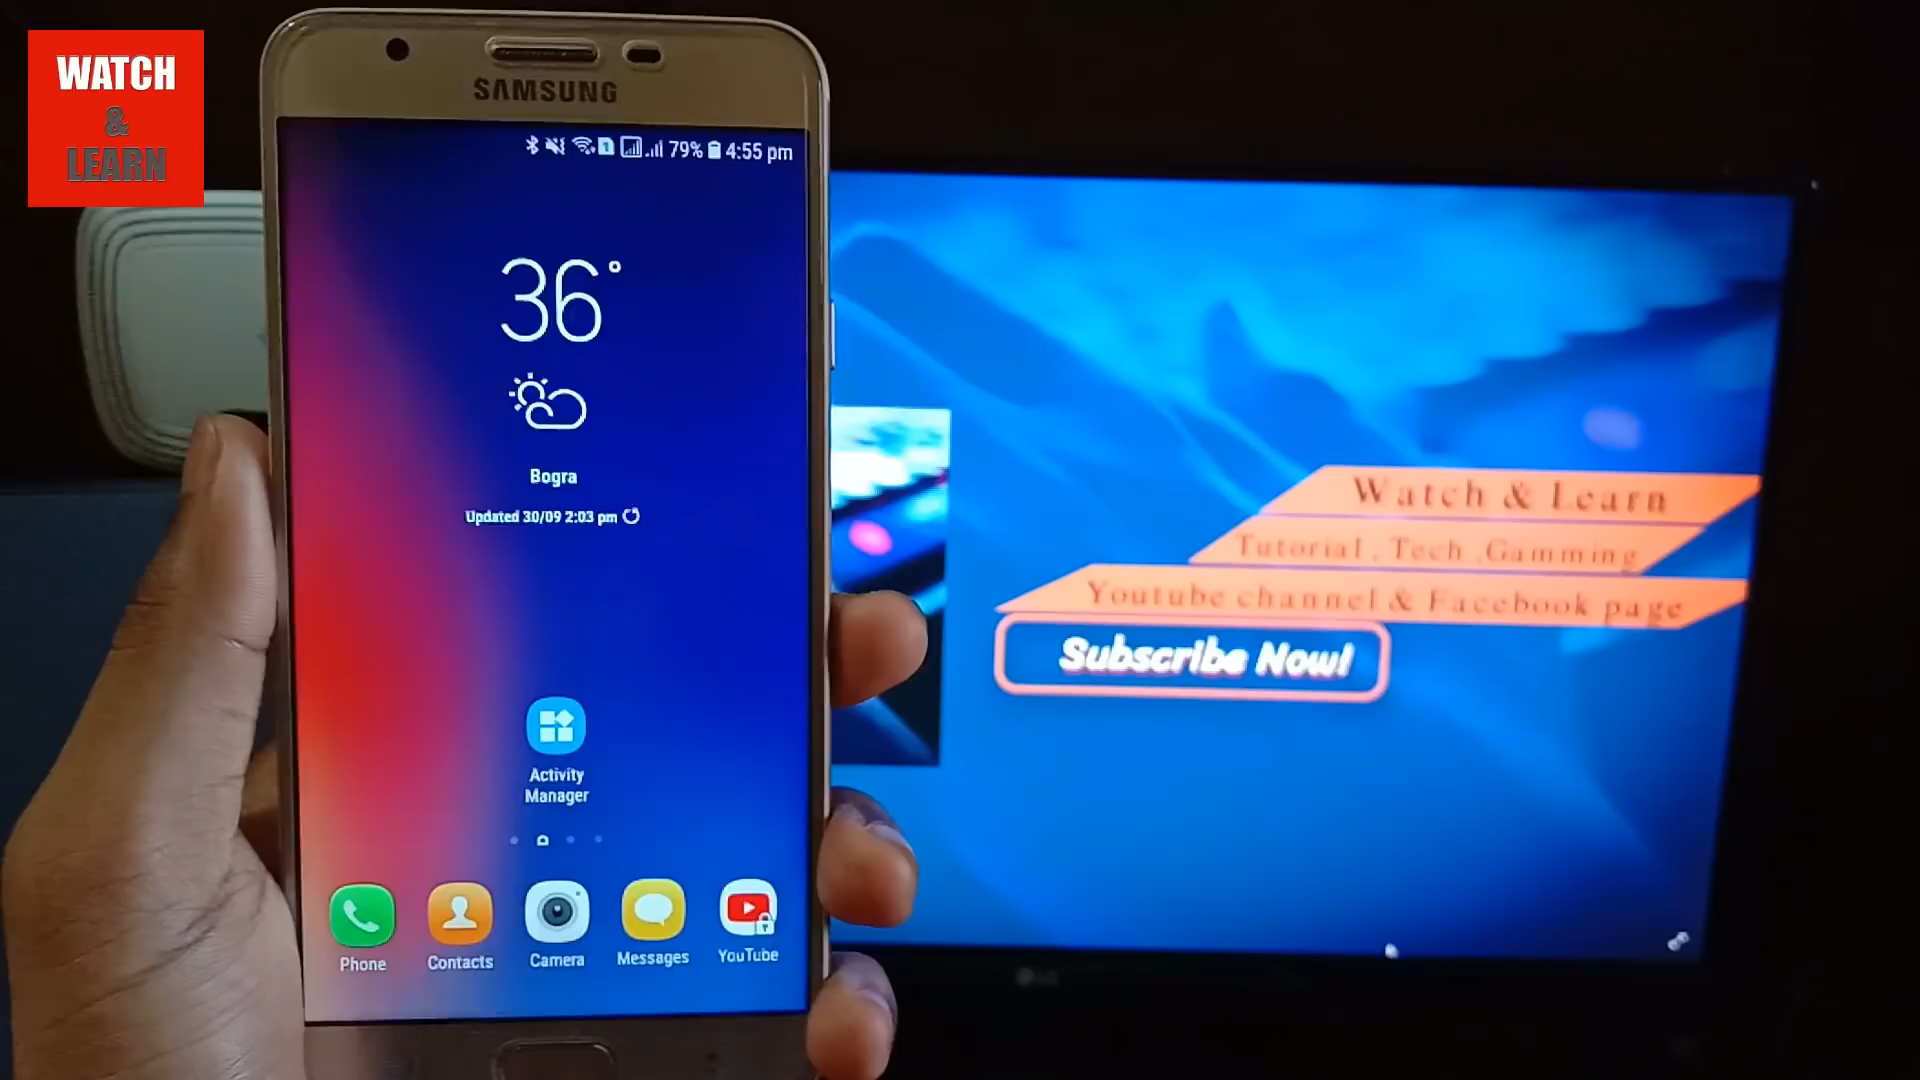 WATCH
&
LEARN
SAMSUNG
79% 4:55 pm
36°
Bogra
Updated 30/09 2:03 pm
Activity
Manager
Phone
Contacts
Camera
Messages
YouTube
Watch & Learn
Tutorial , Tech ,Gamming
Youtube channel & Facebook page
Subscribe Now!
LG